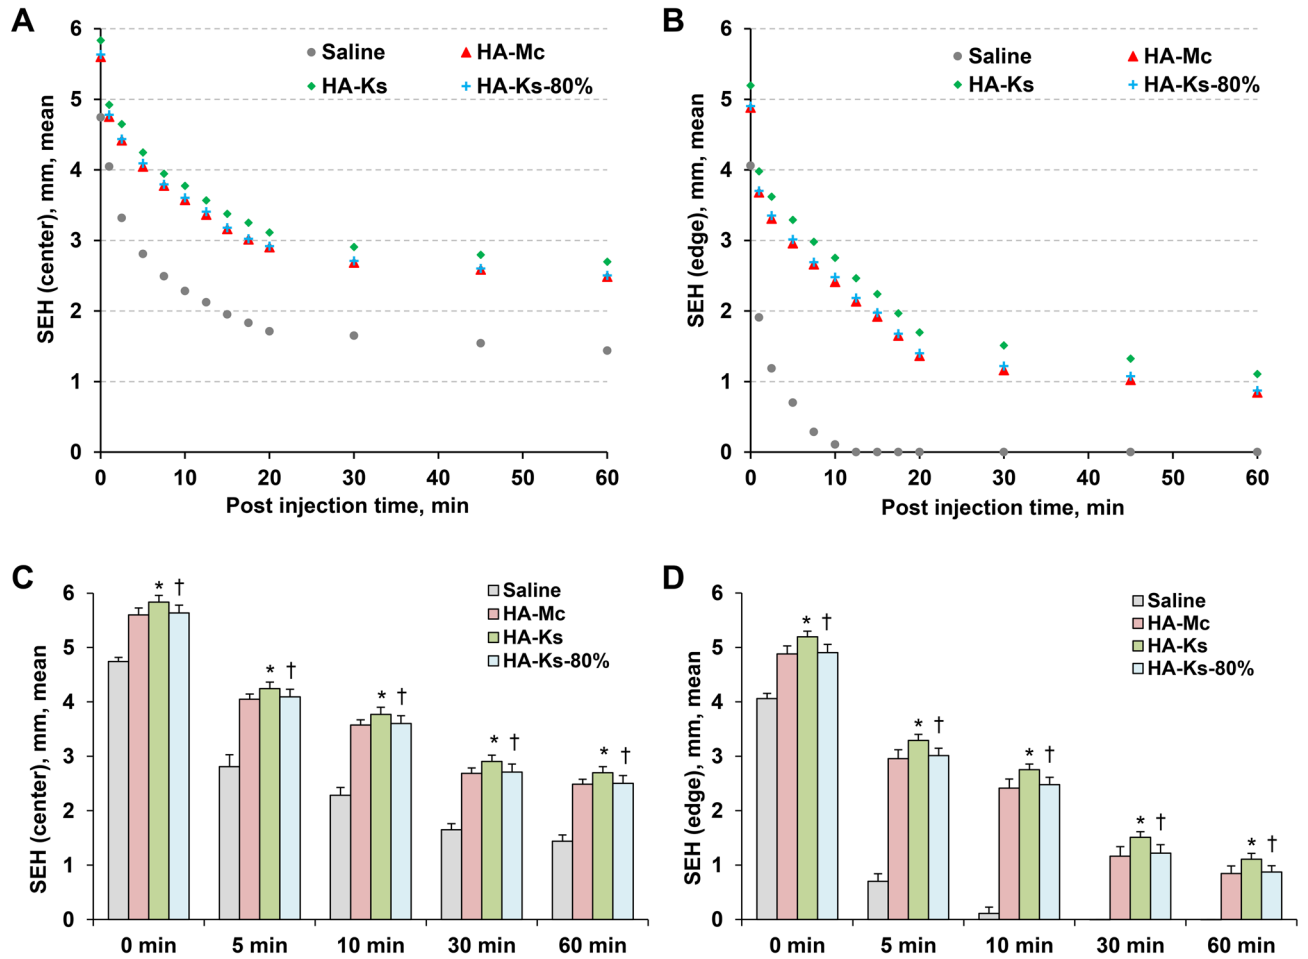 A
SEH (center), mm, mean
6
5
4
3
2
1
0
Saline
HA-Mc
HA-Ks
HA-Ks-80%
0 10 20 30 40 50 60
Post injection time, min
B
SEH (edge), mm, mean
6
5
4
3
2
1
0
Saline
HA-Mc
HA-Ks
HA-Ks-80%
0 10 20 30 40 50 60
Post injection time, min
C
SEH (center), mm, mean
6
5
4
3
2
1
0
Saline
HA-Mc
HA-Ks
HA-Ks-80%
* †
* †
* †
* †
* †
0 min 5 min 10 min 30 min 60 min
D
SEH (edge), mm, mean
6
5
4
3
2
1
0
Saline
HA-Mc
HA-Ks
HA-Ks-80%
* †
* †
* †
* †
* †
0 min 5 min 10 min 30 min 60 min